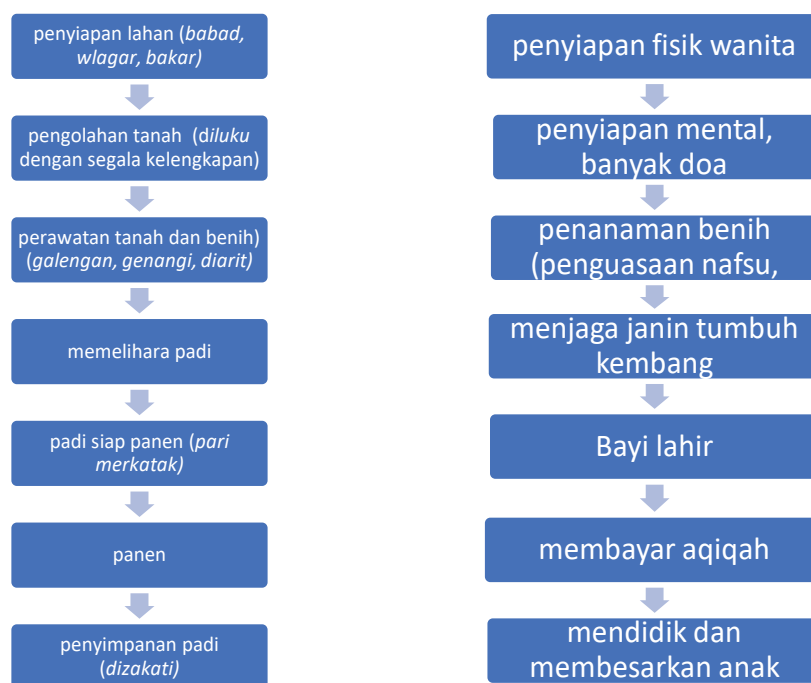 penyiapan lahan (babad,
wlagar, bakar)
pengolahan tanah (diluku
dengan segala kelengkapan)
perawatan tanah dan benih)
(galengan, genangi, diarit)
memelihara padi
padi siap panen (pari
merkatak)
panen
penyimpanan padi
(dizakati)
penyiapan fisik wanita
penyiapan mental,
banyak doa
penanaman benih
(penguasaan nafsu,
menjaga janin tumbuh
kembang
Bayi lahir
membayar aqiqah
mendidik dan
membesarkan anak